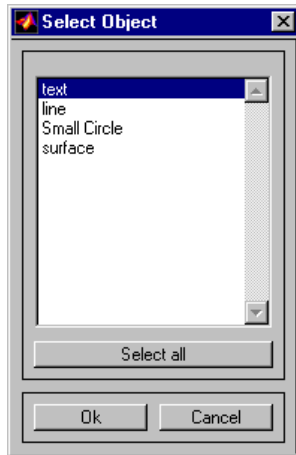 Select Object
text
line
Small Circle
surface
Select all
Ok
Cancel